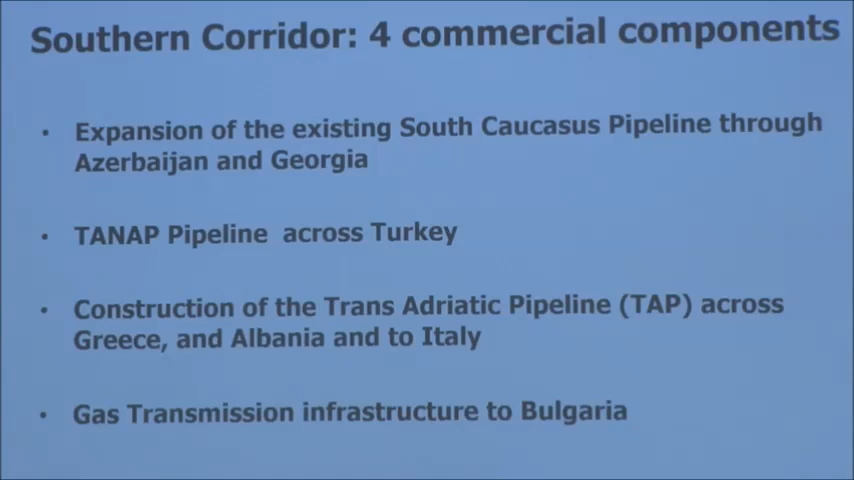 Southern Corridor: 4 commercial components
• Expansion of the existing South Caucasus Pipeline through
Azerbaijan and Georgia
• TANAP Pipeline across Turkey
• Construction of the Trans Adriatic Pipeline (TAP) across
Greece, and Albania and to Italy
• Gas Transmission infrastructure to Bulgaria